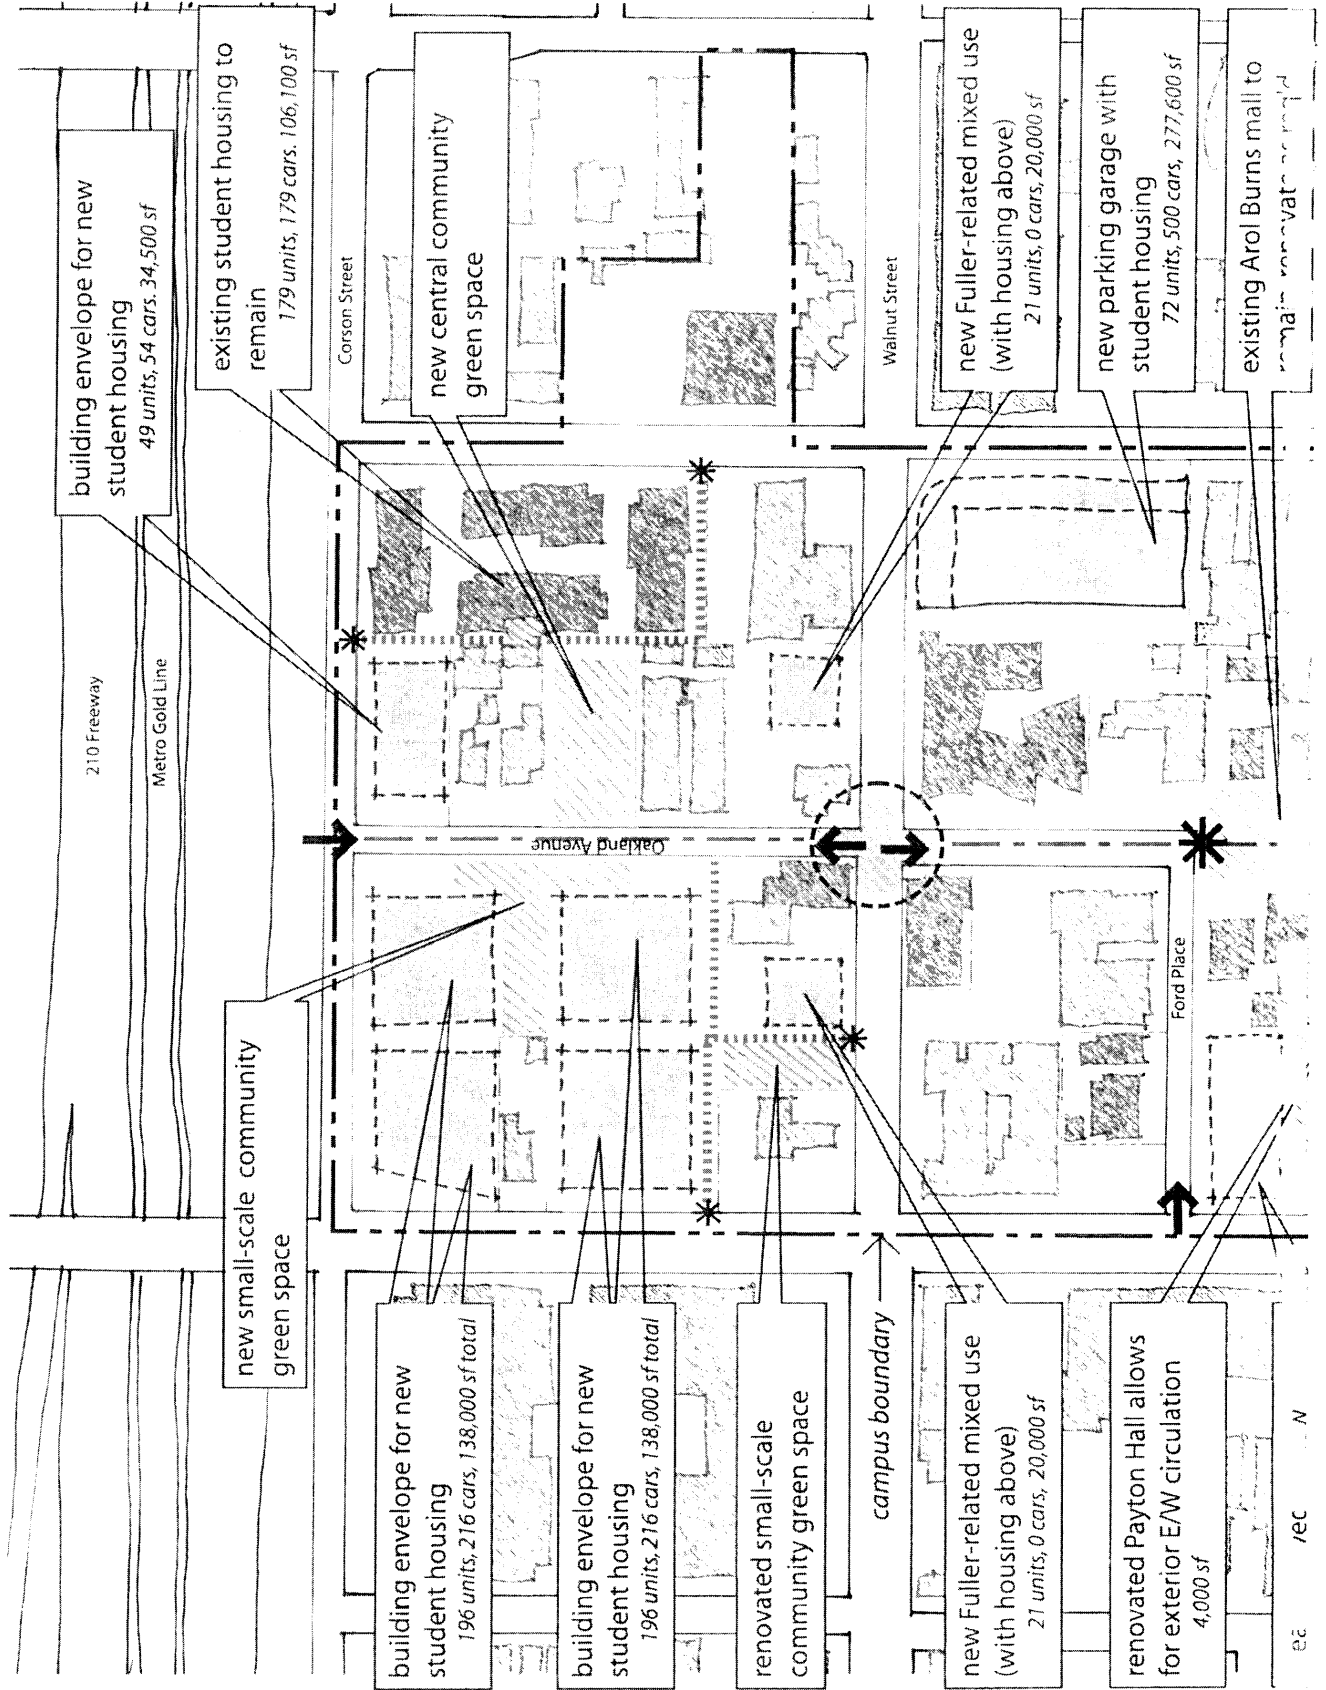 building envelope for new
student housing
49 units, 54 cars. 34,500 sf
existing student housing to
remain
179 units, 179 cars. 106,100 sf
new central community
green space
new Fuller-related mixed use
(with housing above)
21 units, 0 cars, 20,000 sf
new parking garage with
student housing
72 units, 500 cars, 277,600 sf
existing Arol Burns mall to
remain
210 Freeway
Metro Gold Line
Corson Street
Walnut Street
Oakland Avenue
Ford Place
new small-scale community
green space
building envelope for new
student housing
196 units, 216 cars, 138,000 sf total
building envelope for new
student housing
196 units, 216 cars, 138,000 sf total
renovated small-scale
community green space
campus boundary
new Fuller-related mixed use
(with housing above)
21 units, 0 cars, 20,000 sf
renovated Payton Hall allows
for exterior E/W circulation
4,000 sf